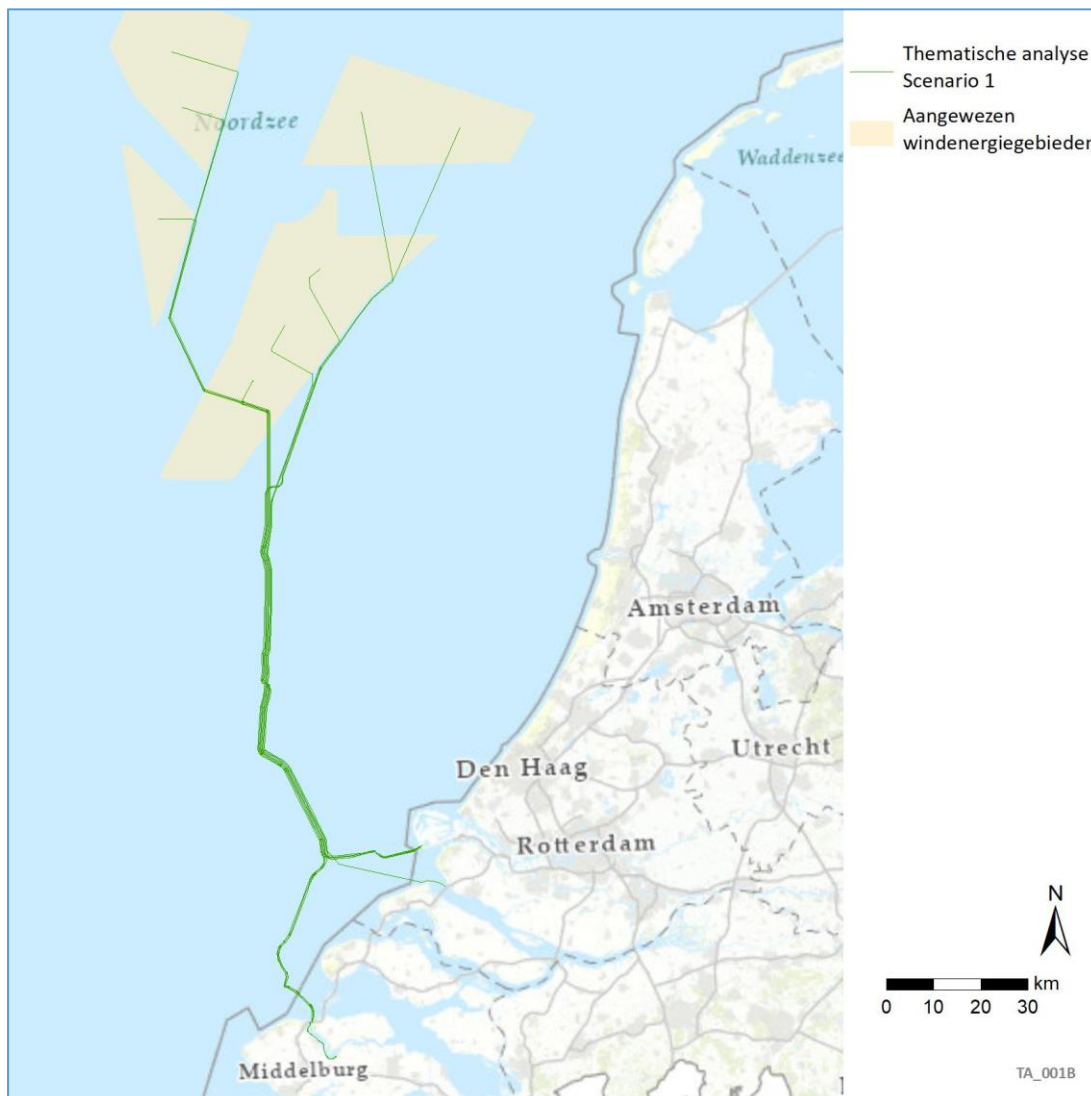 Thematische analyse
Scenario 1
Aangewezen
windenergiegebieden
Noordzee
Waddenzee
Amsterdam
Utrecht
Den Haag
Rotterdam
Middelburg
N
km
0 10 20 30
TA_001B